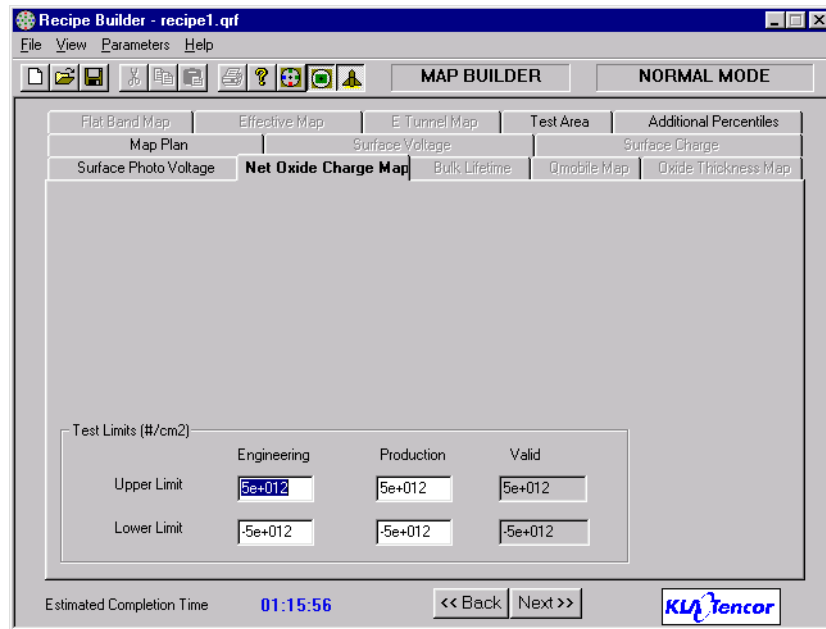 Recipe Builder - recipe1.qrf
File View Parameters Help
MAP BUILDER NORMAL MODE
Flat Band Map Effective Map E Tunnel Map Test Area Additional Percentiles
Map Plan Surface Voltage Surface Charge
Surface Photo Voltage Net Oxide Charge Map Bulk Lifetime Qmobile Map Oxide Thickness Map
Test Limits (#/cm2)
Engineering Production Valid
Upper Limit 5e+012 5e+012 5e+012
Lower Limit -5e+012 -5e+012 -5e+012
Estimated Completion Time 01:15:56 << Back Next >> KLA Tencor